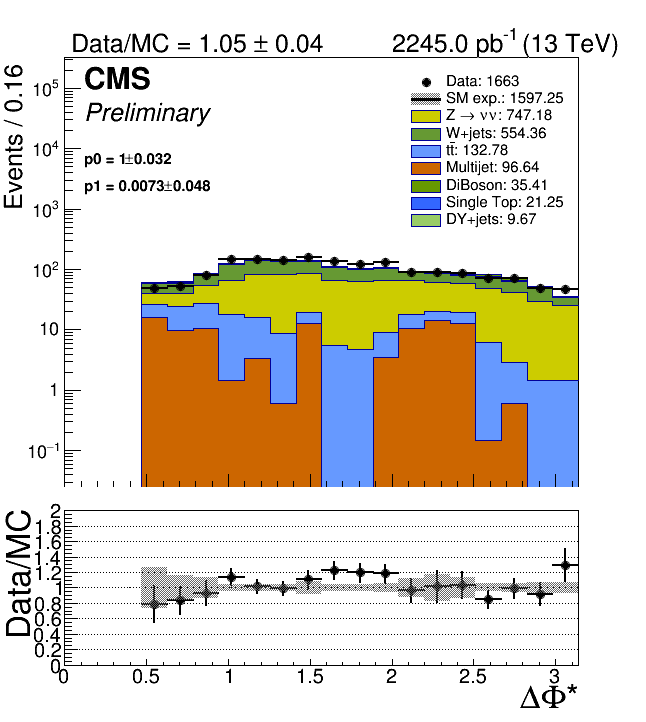 Data/MC = 1.05 ± 0.04
2245.0 pb⁻¹ (13 TeV)
CMS
Preliminary
p0 = 1±0.032
p1 = 0.0073±0.048
Data: 1663
SM exp.: 1597.25
Z → νν: 747.18
W+jets: 554.36
tt̄: 132.78
Multijet: 96.64
DiBoson: 35.41
Single Top: 21.25
DY+jets: 9.67
Events / 0.16
10⁵
10⁴
10³
10²
10
1
10⁻¹
Data/MC
2
1.8
1.6
1.4
1.2
1
0.8
0.6
0.4
0.2
0
0 0.5 1 1.5 2 2.5 3
ΔΦ*